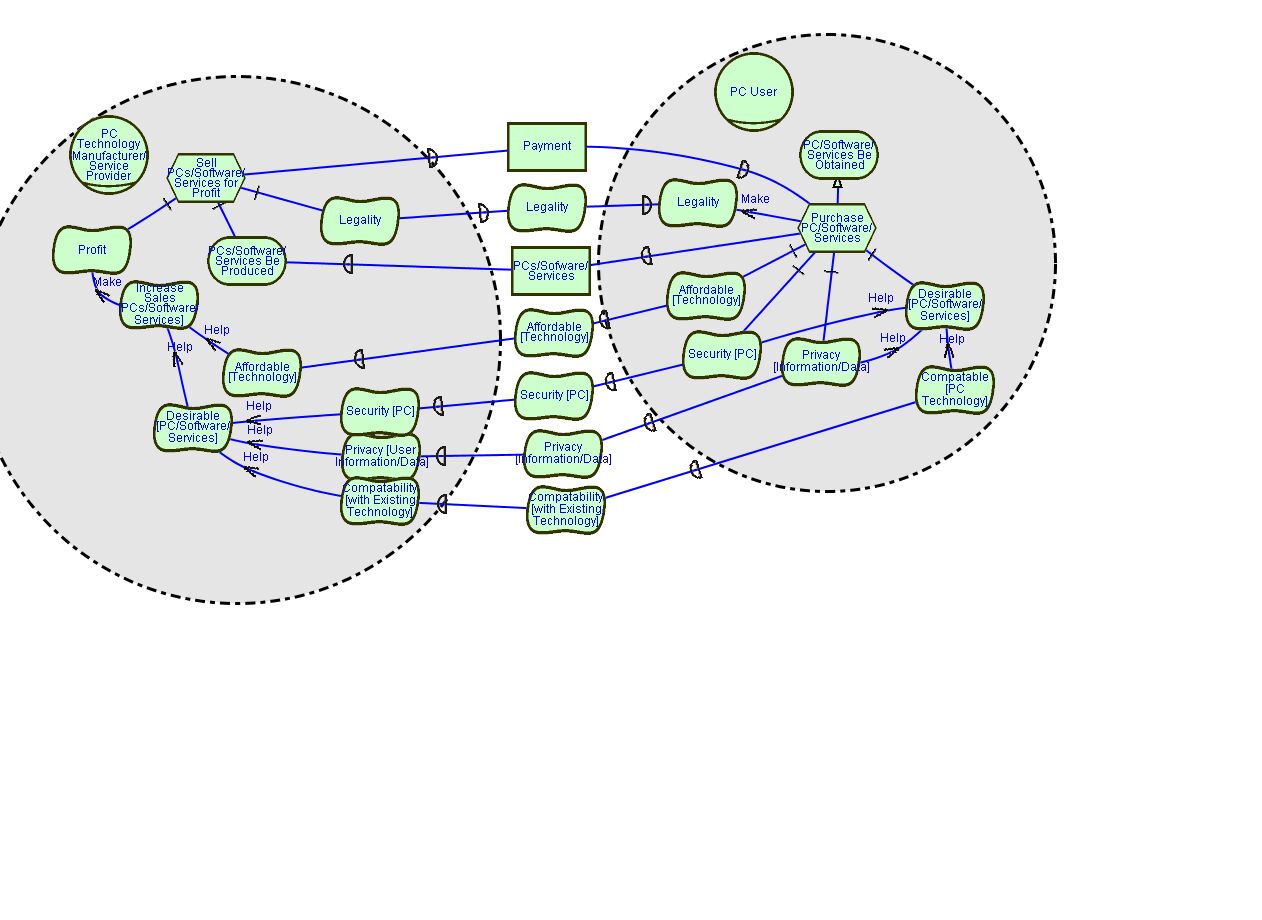 PC
Technology
Manufacturer/
Service
Provider
Sell
PCs/Software/
Services for
Profit
Profit
Legality
PCs/Software/
Services Be
Produced
Make
Increase
Sales
PCs/Software/
Services]
Help
Help
Affordable
[Technology]
Desirable
[PC/Software/
Services]
Help
Help
Help
Security [PC]
Privacy [User
Information/Data]
Compatability
[with Existing
Technology]
Payment
Legality
PCs/Sofware/
Services
Affordable
[Technology]
Security [PC]
Privacy
[Information/Data]
Compatability
[with Existing
Technology]
PC User
PC/Software/
Services Be
Obtained
Legality
Make
Purchase
PC/Software/
Services
Affordable
[Technology]
Help
Desirable
[PC/Software/
Services]
Security [PC]
Privacy
[Information/Data]
Help
Help
Compatable
[PC
Technology]